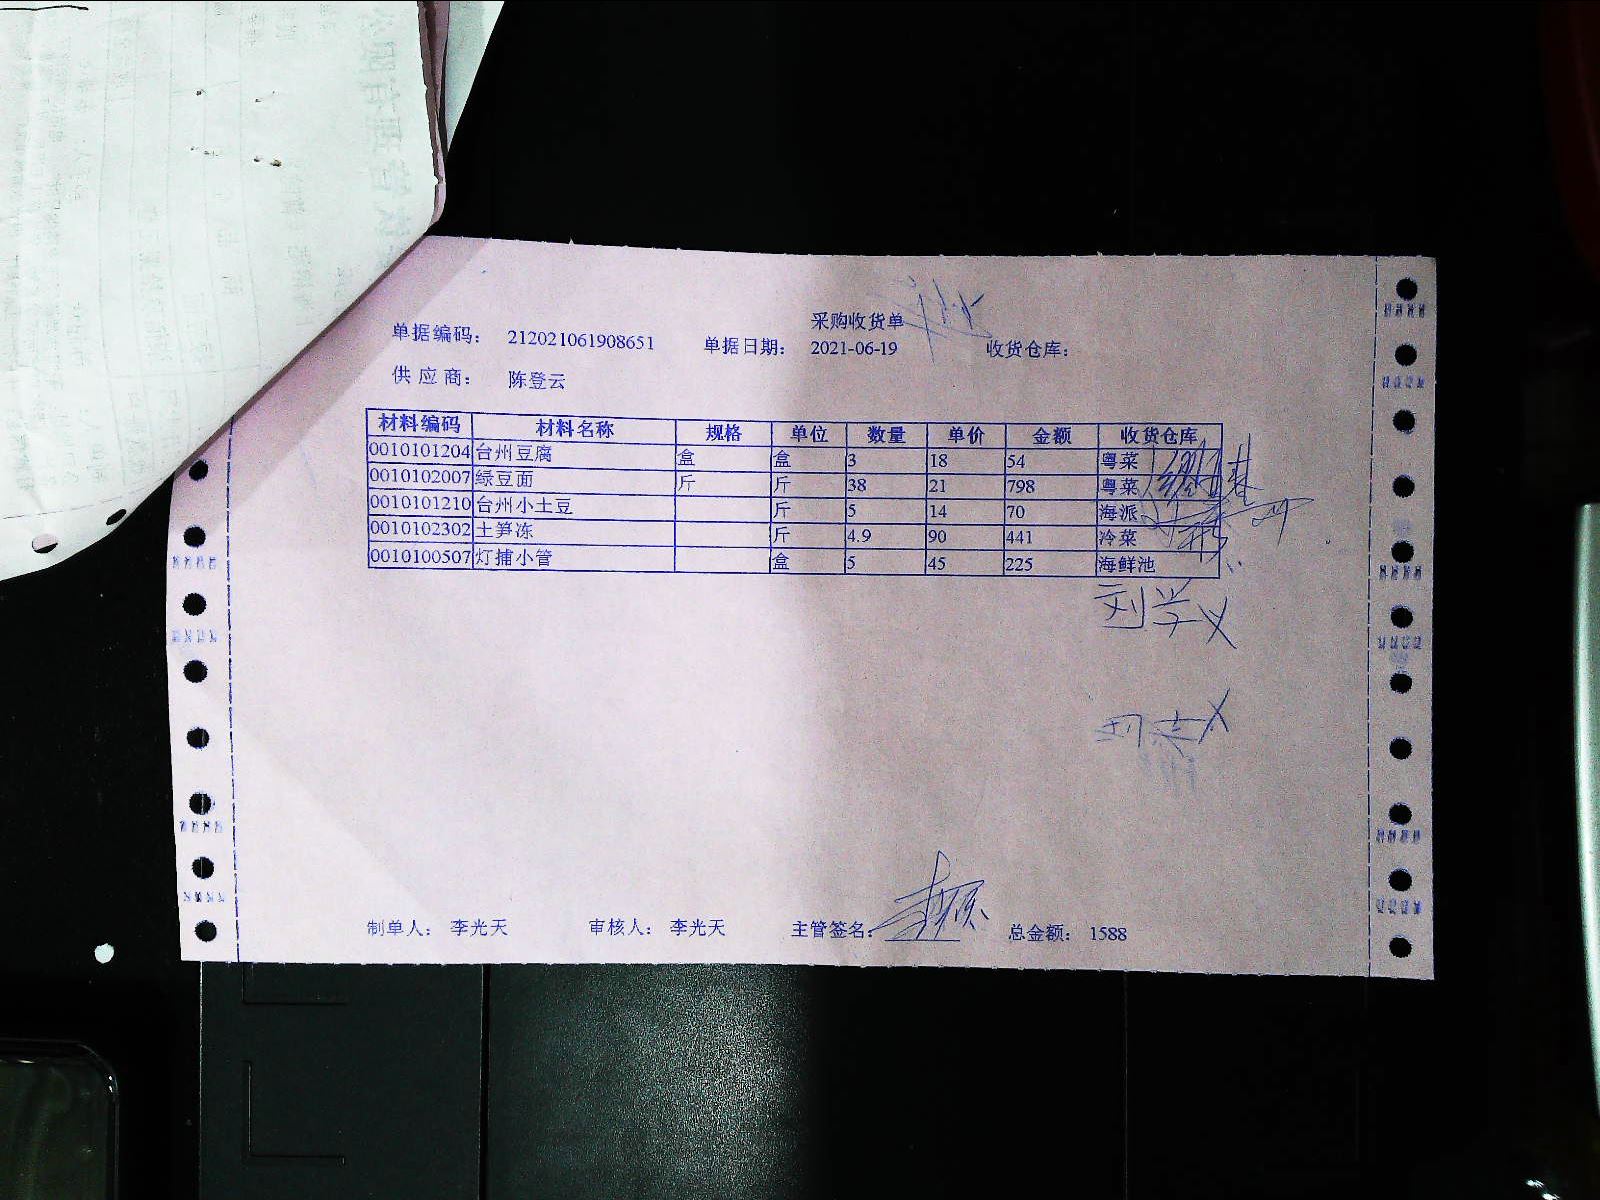 采购收货单
单据编码： 212021061908651 单据日期： 2021-06-19 收货仓库：
供 应 商： 陈登云
材料编码 材料名称 规格 单位 数量 单价 金额 收货仓库
0010101204 台州豆腐 盒 盒 3 18 54 粤菜
0010102007 绿豆面 斤 斤 38 21 798 粤菜
0010101210 台州小土豆 斤 5 14 70 海派
0010102302 土笋冻 斤 4.9 90 441 冷菜
0010100507 灯捕小管 盒 5 45 225 海鲜池
刘学义
制单人： 李光天 审核人： 李光天 主管签名： 总金额： 1588